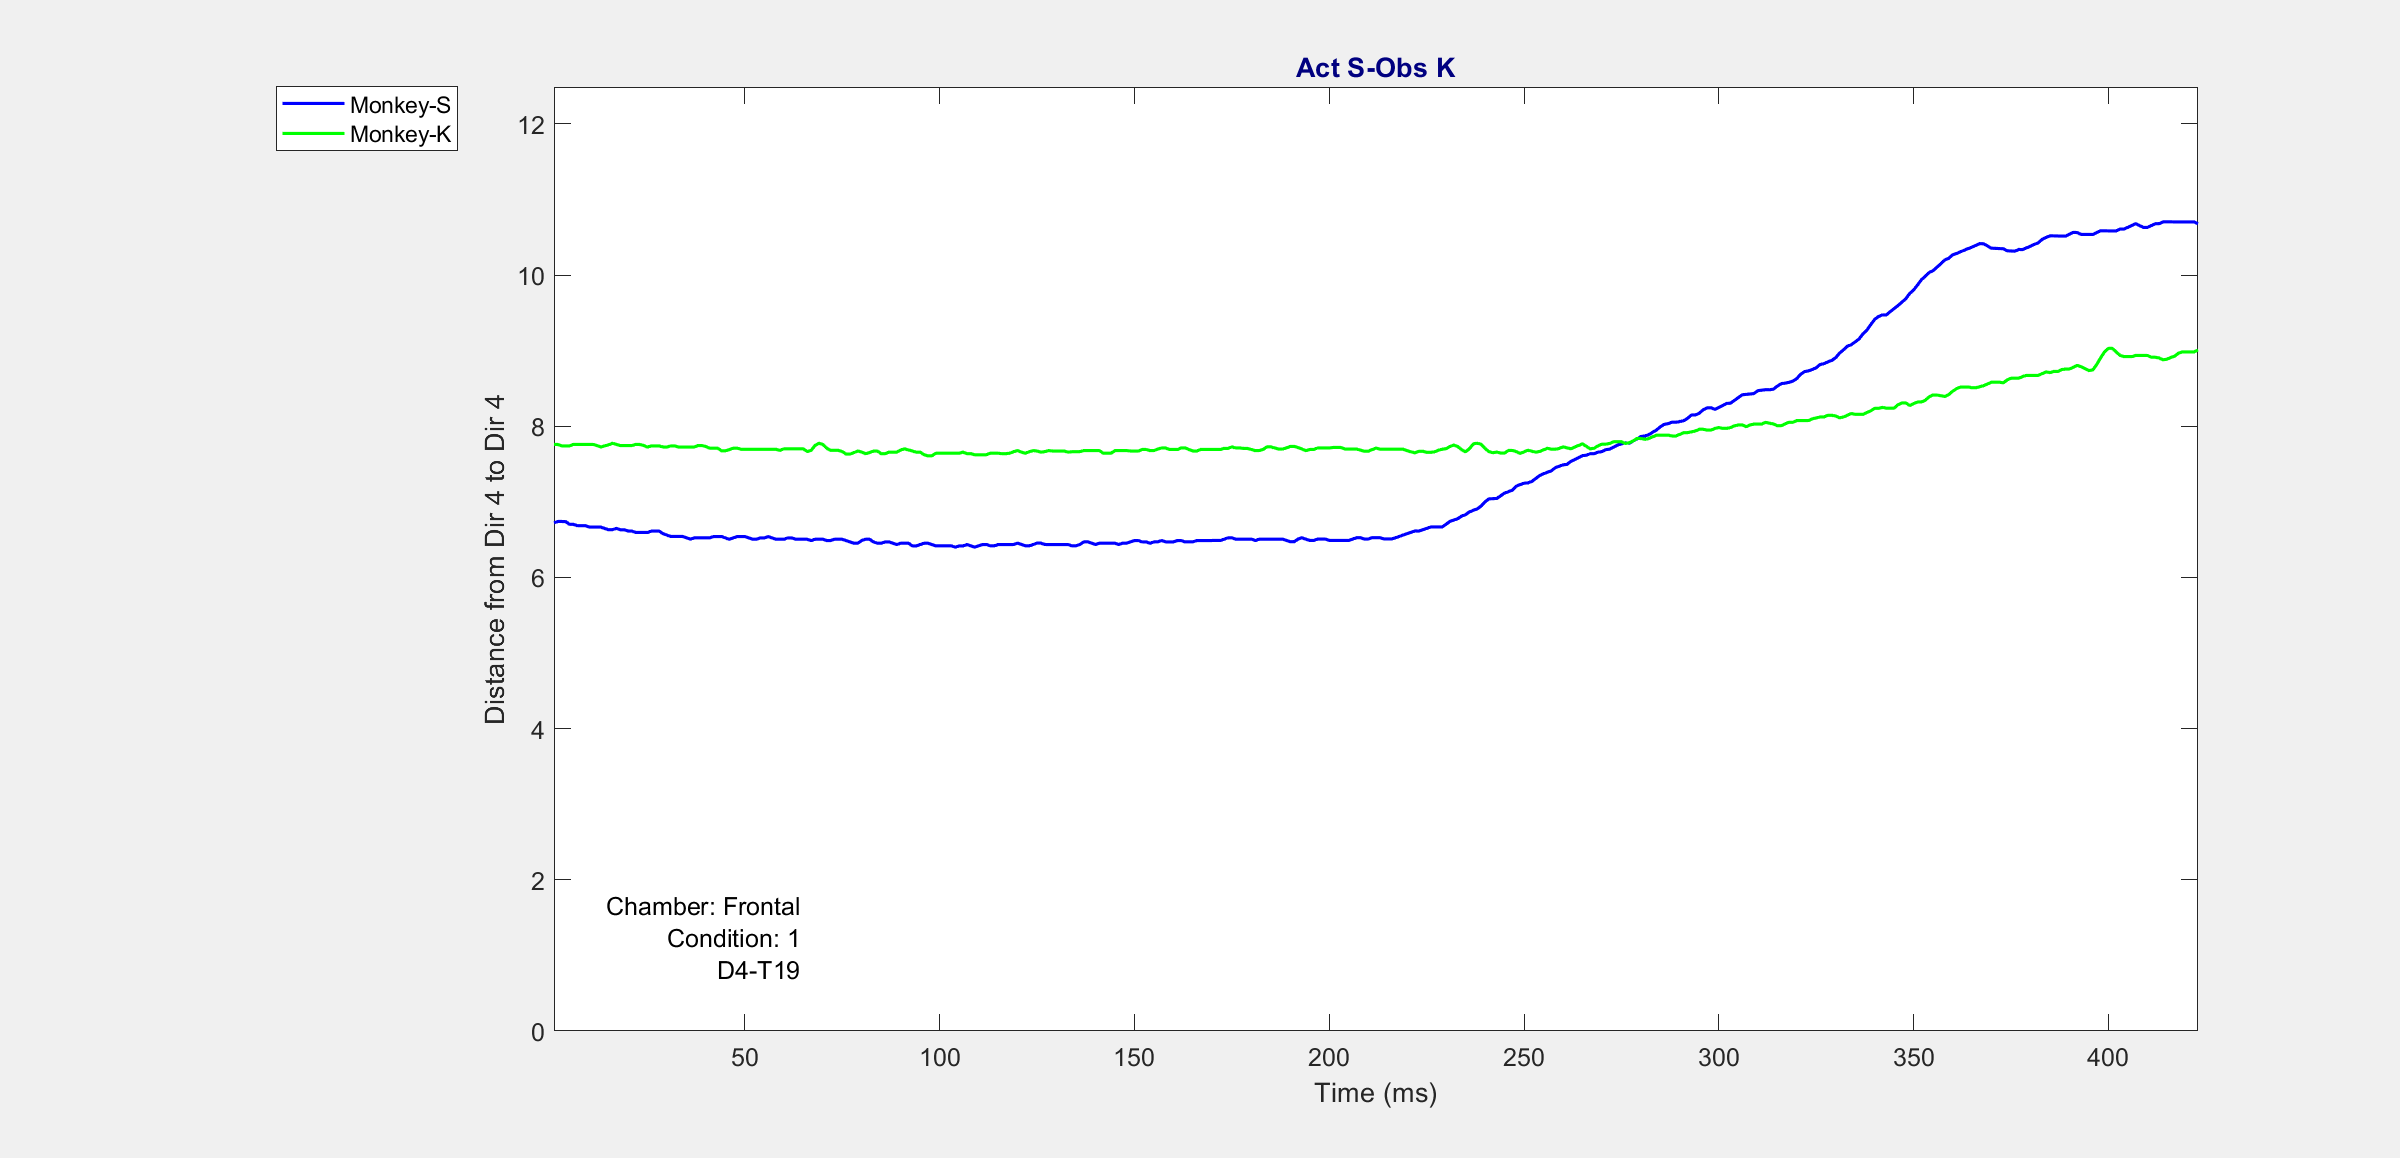 Act S-Obs K
Monkey-S
Monkey-K
Distance from Dir 4 to Dir 4
12
10
8
6
4
2
0
Chamber: Frontal
Condition: 1
D4-T19
50 100 150 200 250 300 350 400
Time (ms)